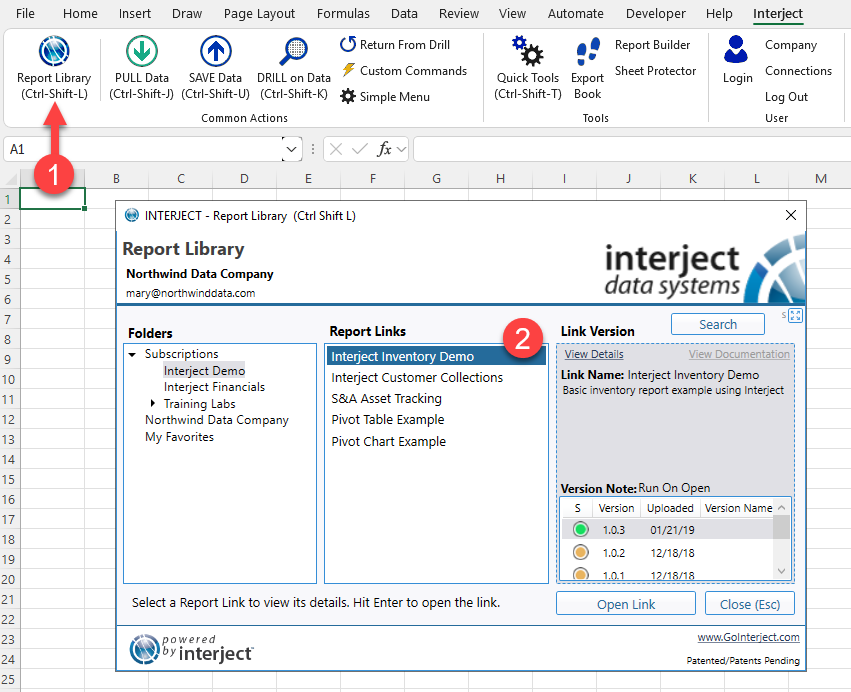 File Home Insert Draw Page Layout Formulas Data Review View Automate Developer Help Interject
Report Library
(Ctrl-Shift-L)
PULL Data
(Ctrl-Shift-J)
SAVE Data
(Ctrl-Shift-U)
DRILL on Data
(Ctrl-Shift-K)
Return From Drill
Custom Commands
Simple Menu
Common Actions
Quick Tools
(Ctrl-Shift-T)
Export
Book
Report Builder
Sheet Protector
Tools
Login
Company
Connections
Log Out
User
A1
fx
1
B C D E F G H I J K L M
1
2
3
4
5
6
7
8
9
10
11
12
13
14
15
16
17
18
19
20
21
22
23
24
25
INTERJECT - Report Library (Ctrl Shift L)
Report Library
Northwind Data Company
mary@northwinddata.com
interject
data systems
Folders
Subscriptions
Interject Demo
Interject Financials
Training Labs
Northwind Data Company
My Favorites
Report Links
2
Interject Inventory Demo
Interject Customer Collections
S&A Asset Tracking
Pivot Table Example
Pivot Chart Example
Link Version
Search
s
View Details View Documentation
Link Name: Interject Inventory Demo
Basic inventory report example using Interject
Version Note: Run On Open
S Version Uploaded Version Name
1.0.3 01/21/19
1.0.2 12/18/18
1.0.1 12/18/18
Select a Report Link to view its details. Hit Enter to open the link.
Open Link
Close (Esc)
powered
by interject
www.GoInterject.com
Patented/Patents Pending